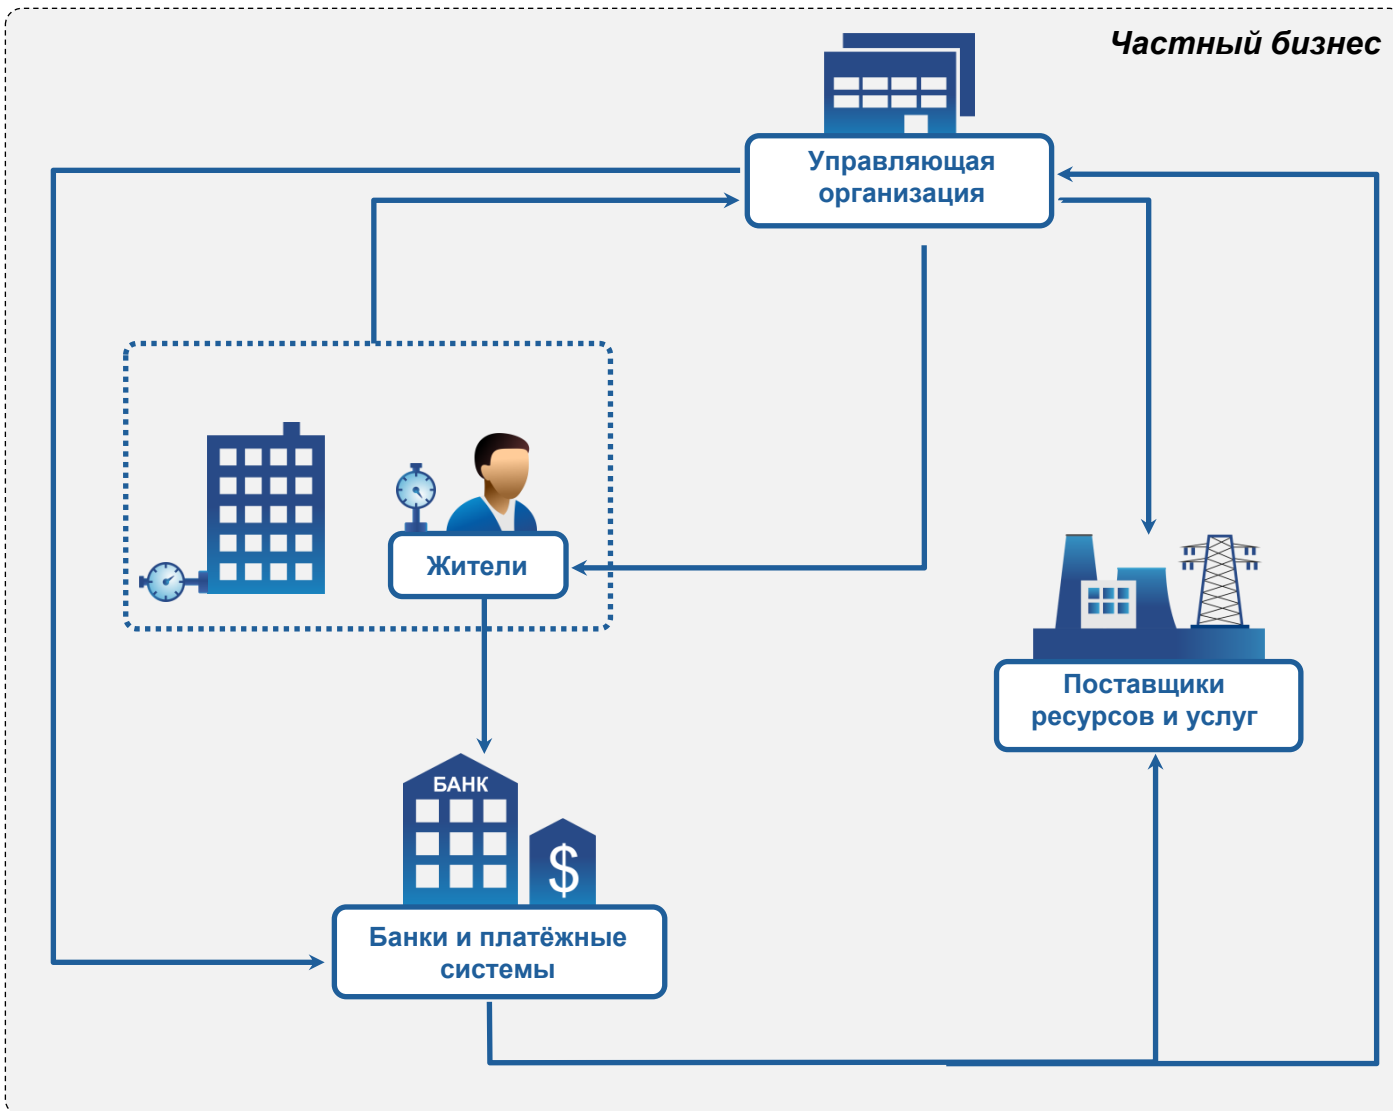 Частный бизнес
Управляющая
организация
Жители
Поставщики
ресурсов и услуг
БАНК
$
Банки и платёжные
системы